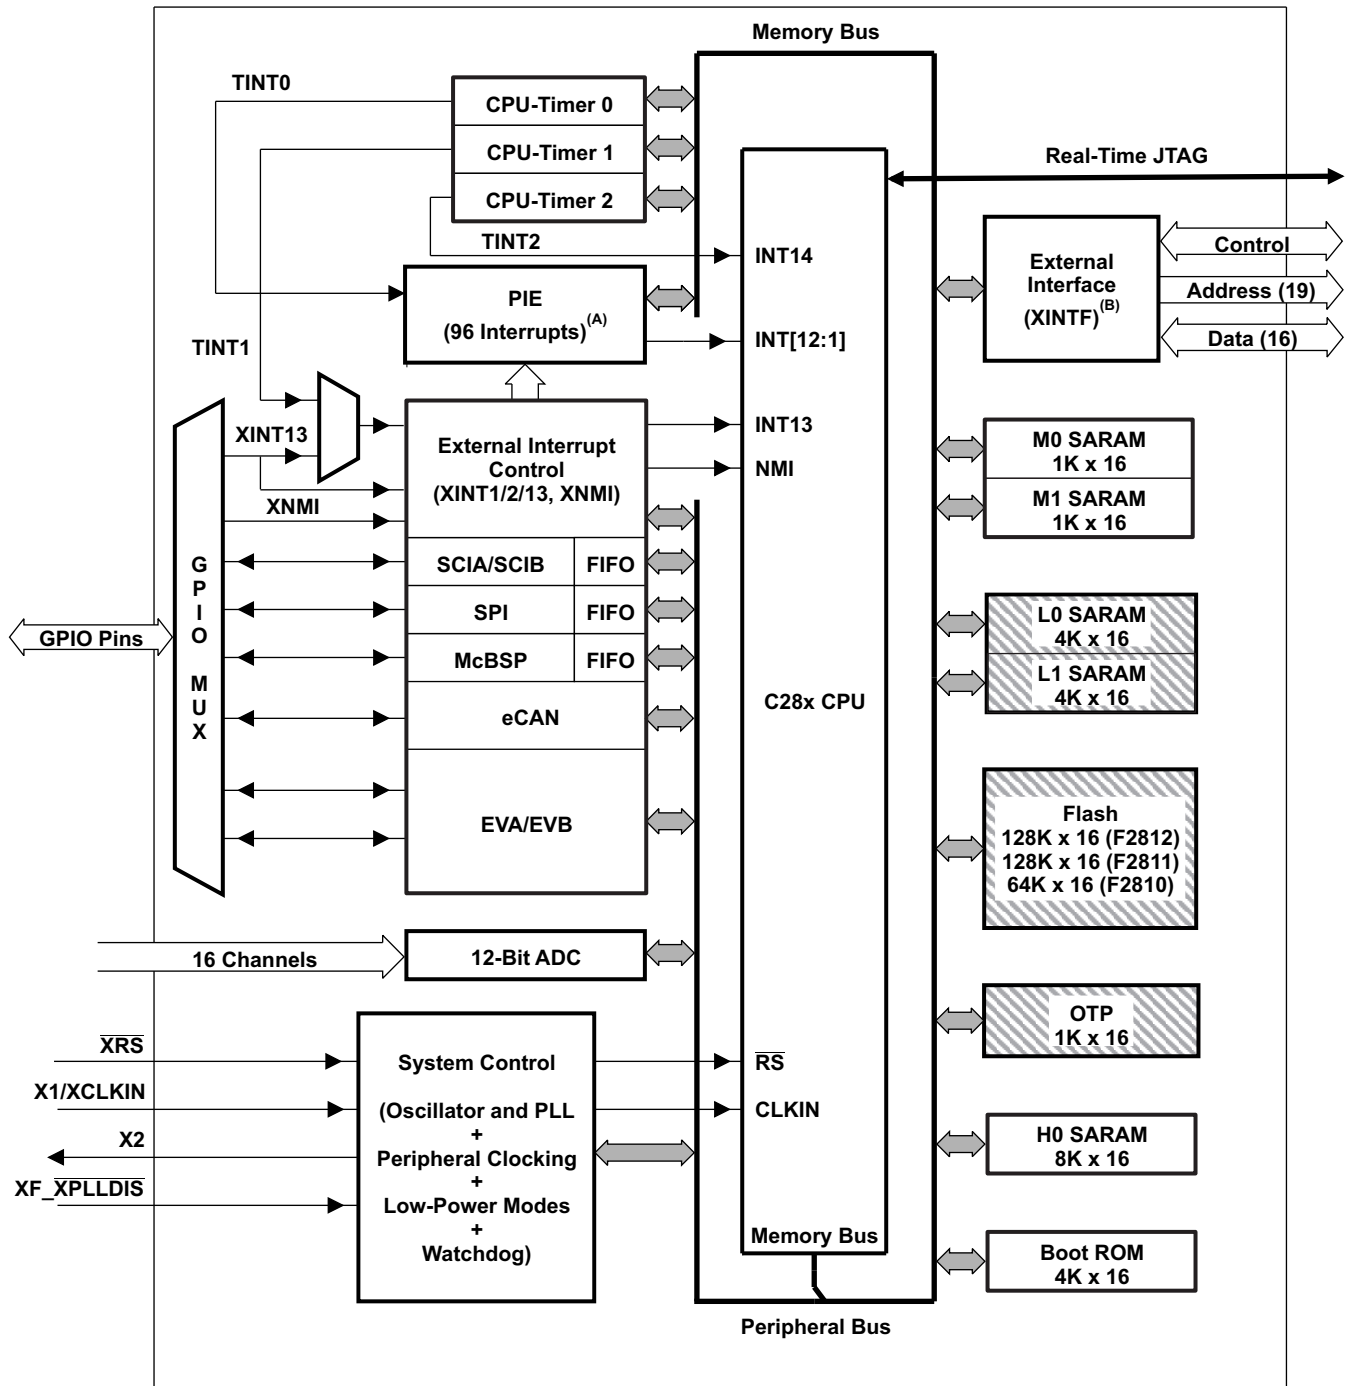 Memory Bus
TINT0
CPU-Timer 0
CPU-Timer 1
CPU-Timer 2
Real-Time JTAG
TINT2
INT14
External
Interface
(XINTF)(B)
Control
Address (19)
Data (16)
PIE
(96 Interrupts)(A)
INT[12:1]
TINT1
XINT13
External Interrupt
Control
(XINT1/2/13, XNMI)
INT13
NMI
M0 SARAM
1K x 16
M1 SARAM
1K x 16
XNMI
GPIO MUX
GPIO Pins
SCIA/SCIB
FIFO
SPI
FIFO
McBSP
FIFO
eCAN
EVA/EVB
C28x CPU
L0 SARAM
4K x 16
L1 SARAM
4K x 16
Flash
128K x 16 (F2812)
128K x 16 (F2811)
64K x 16 (F2810)
16 Channels
12-Bit ADC
OTP
1K x 16
XRS
X1/XCLKIN
X2
XF_XPLLDIS
System Control
(Oscillator and PLL
+
Peripheral Clocking
+
Low-Power Modes
+
Watchdog)
RS
CLKIN
H0 SARAM
8K x 16
Memory Bus
Boot ROM
4K x 16
Peripheral Bus